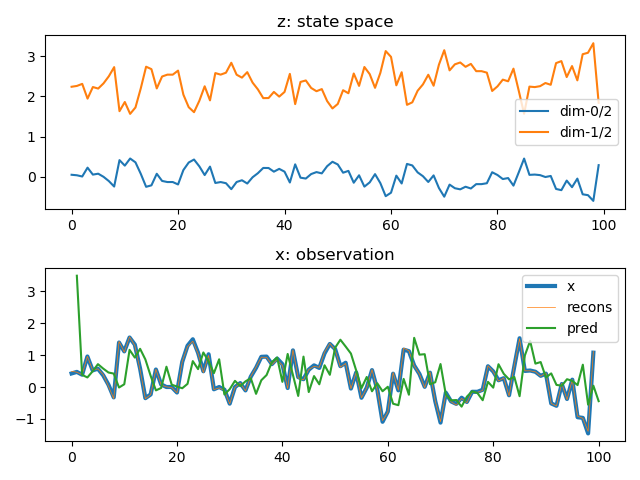 z: state space
3
2
1
0
dim-0/2
dim-1/2
0 20 40 60 80 100
x: observation
3
2
1
0
−1
x
recons
pred
0 20 40 60 80 100